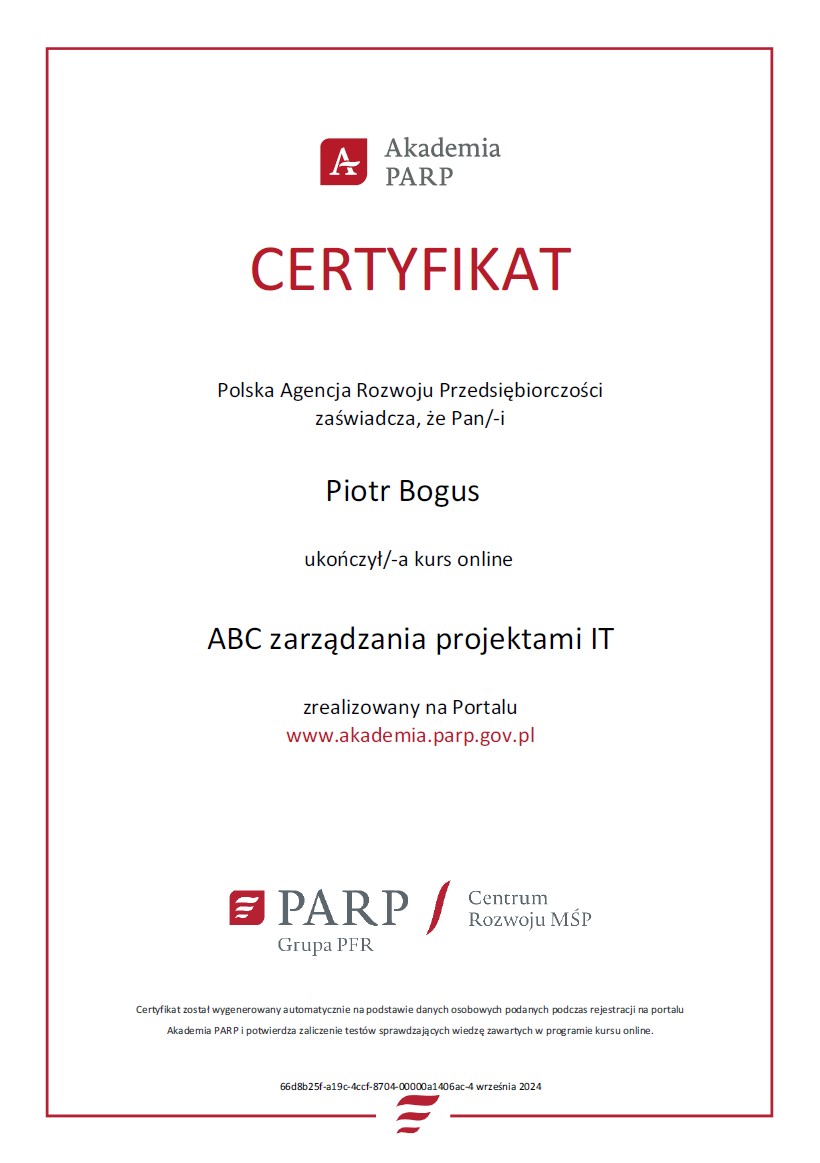 Akademia
PARP
CERTYFIKAT
Polska Agencja Rozwoju Przedsiębiorczości
zaświadcza, że Pan/-i
Piotr Bogus
ukończył/-a kurs online
ABC zarządzania projektami IT
zrealizowany na Portalu
www.akademia.parp.gov.pl
PARP
Grupa PFR
Centrum
Rozwoju MŚP
Certyfikat został wygenerowany automatycznie na podstawie danych osobowych podanych podczas rejestracji na portalu
Akademia PARP i potwierdza zaliczenie testów sprawdzających wiedzę zawartych w programie kursu online.
66d8b25f-a19c-4ccf-8704-00000a1406ac-4 września 2024